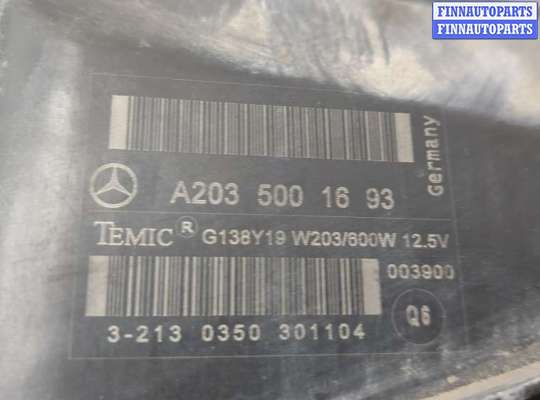 FINNAUTOPARTS
FINNAUTOPARTS
Germany
A203 500 16 93
TEMIC ® G138Y19 W203/600W 12.5V
003900
3-213 0350 301104
Q6